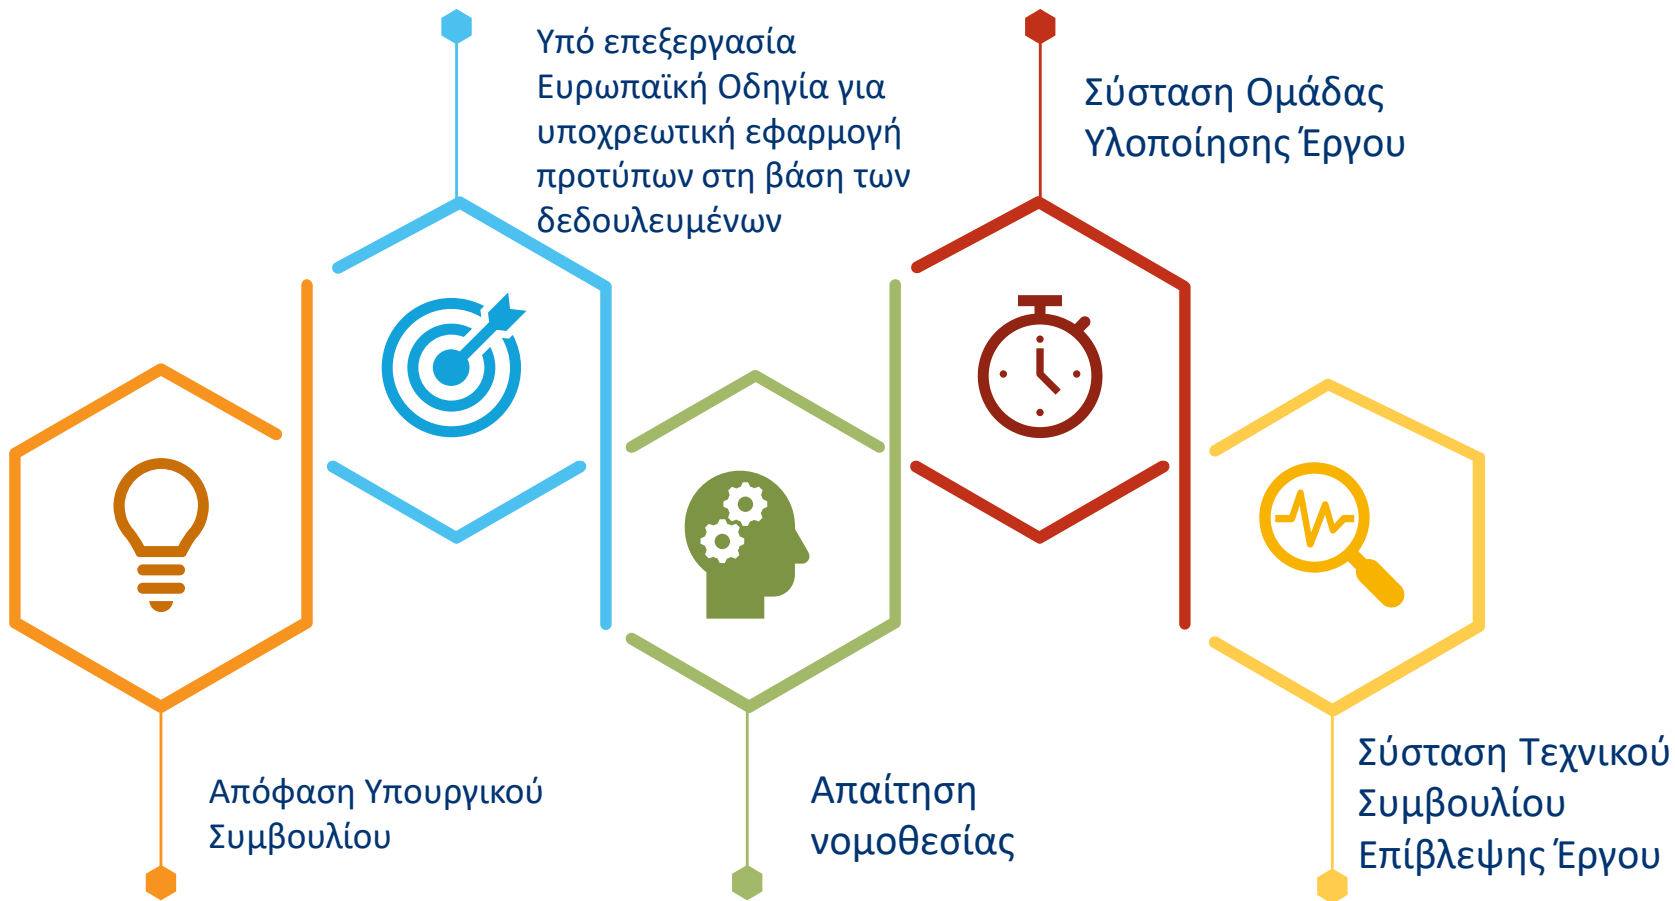 Υπό επεξεργασία
Ευρωπαϊκή Οδηγία για
υποχρεωτική εφαρμογή
προτύπων στη βάση των
δεδουλευμένων
Σύσταση Ομάδας
Υλοποίησης Έργου
Απόφαση Υπουργικού
Συμβουλίου
Απαίτηση
νομοθεσίας
Σύσταση Τεχνικού
Συμβουλίου
Επίβλεψης Έργου